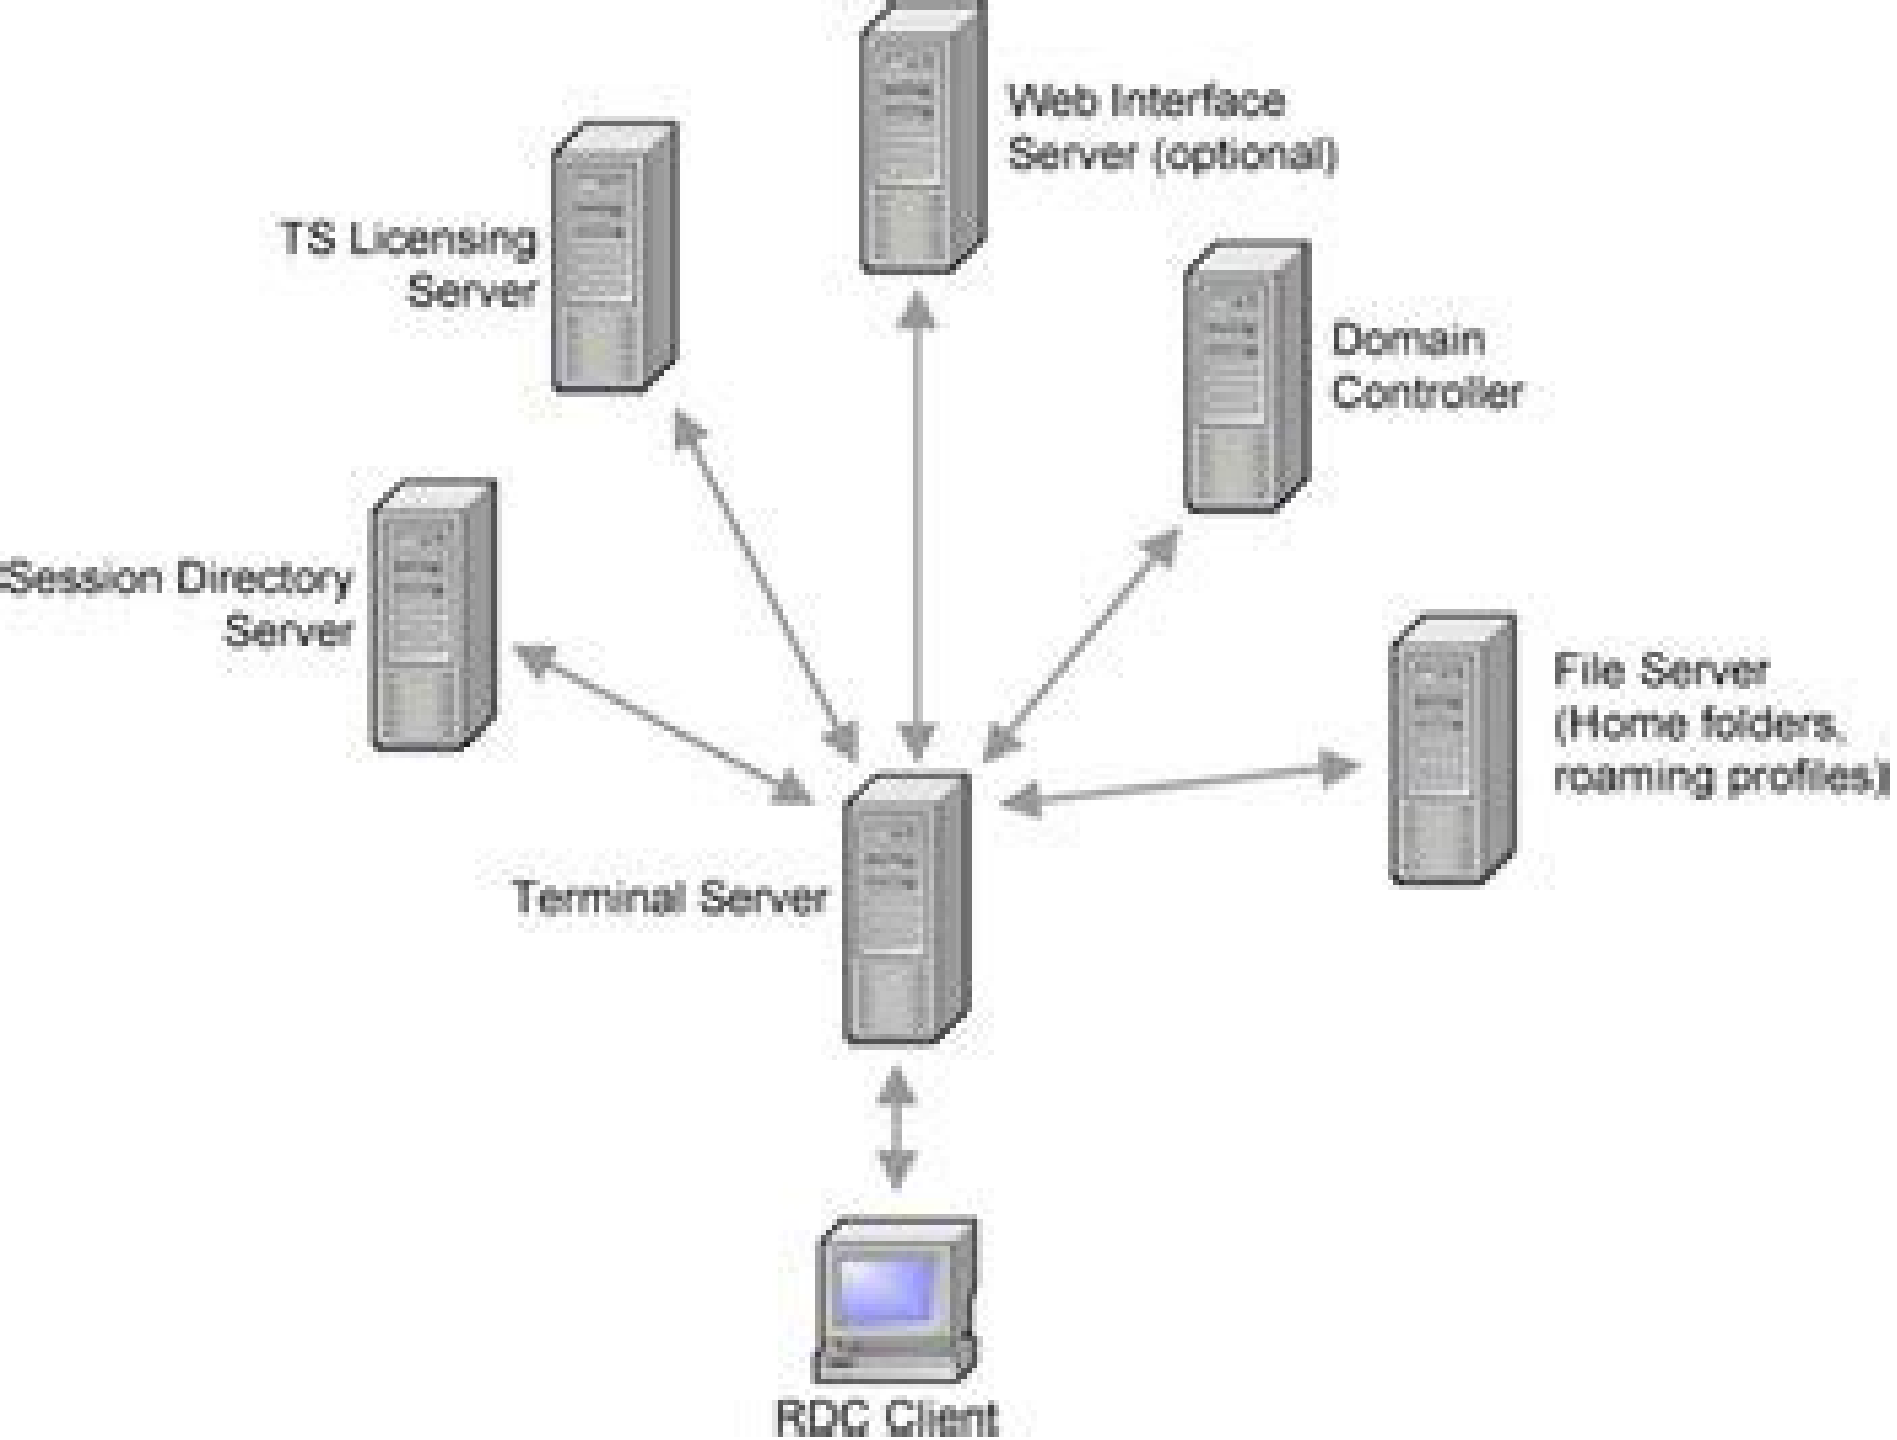 Web Interface
Server (optional)
TS Licensing
Server
Domain
Controller
Session Directory
Server
File Server
(Home folders,
roaming profiles)
Terminal Server
RDC Client